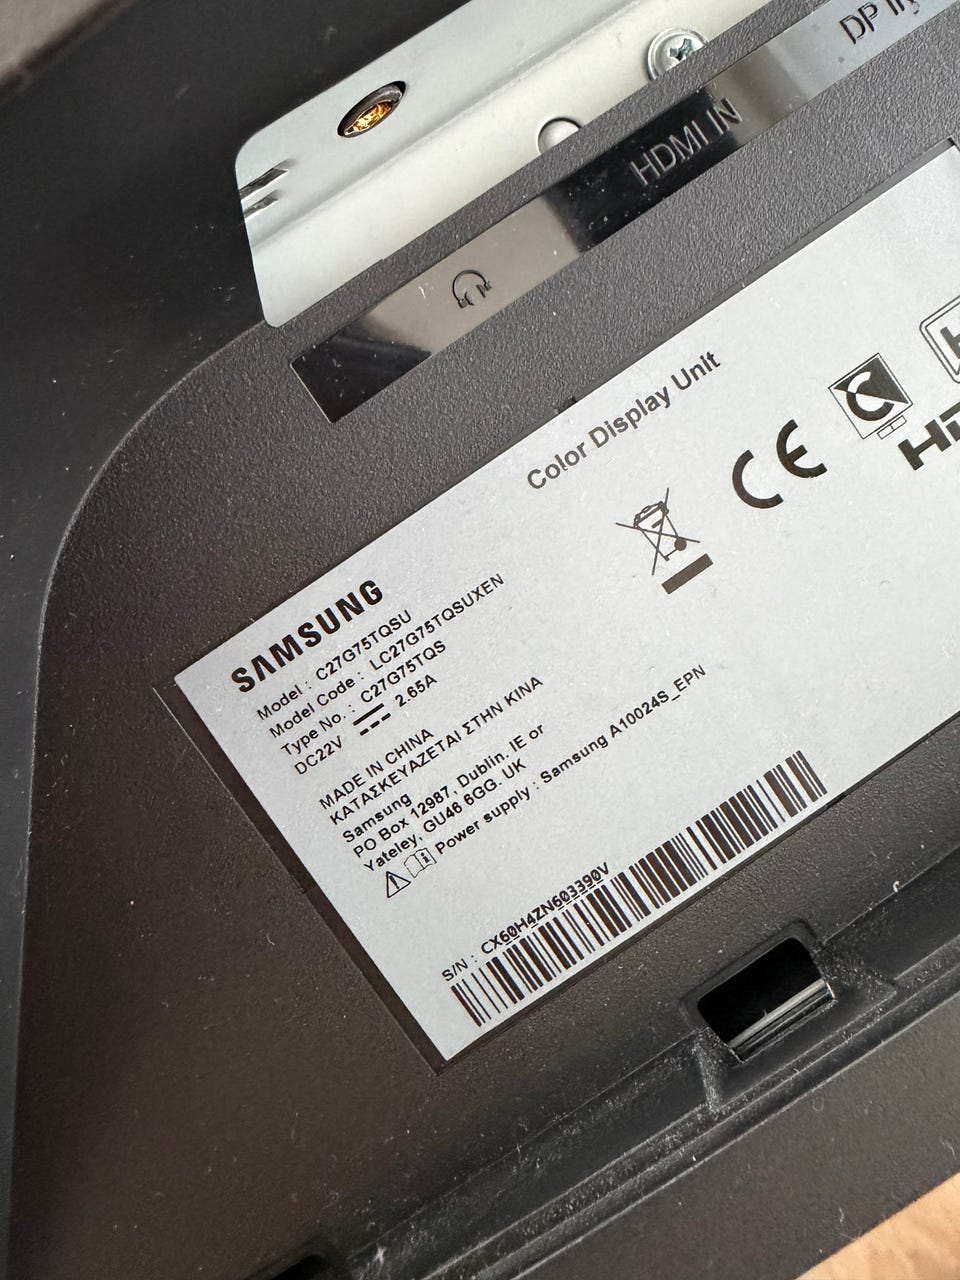 DP IN
HDMI IN
Color Display Unit
CE
SAMSUNG
Model : C27G75TQSU
Model Code : LC27G75TQSUXEN
Type No. : C27G75TQS
DC22V 2.65A
MADE IN CHINA
ΚΑΤΑΣΚΕΥΑΖΕΤΑΙ ΣΤΗΝ ΚΙΝΑ
Samsung
PO Box 12987, Dublin. IE or
Yateley, GU46 6GG. UK
Power supply : Samsung A10024S_EPN
S/N : CX60H4ZN603390V